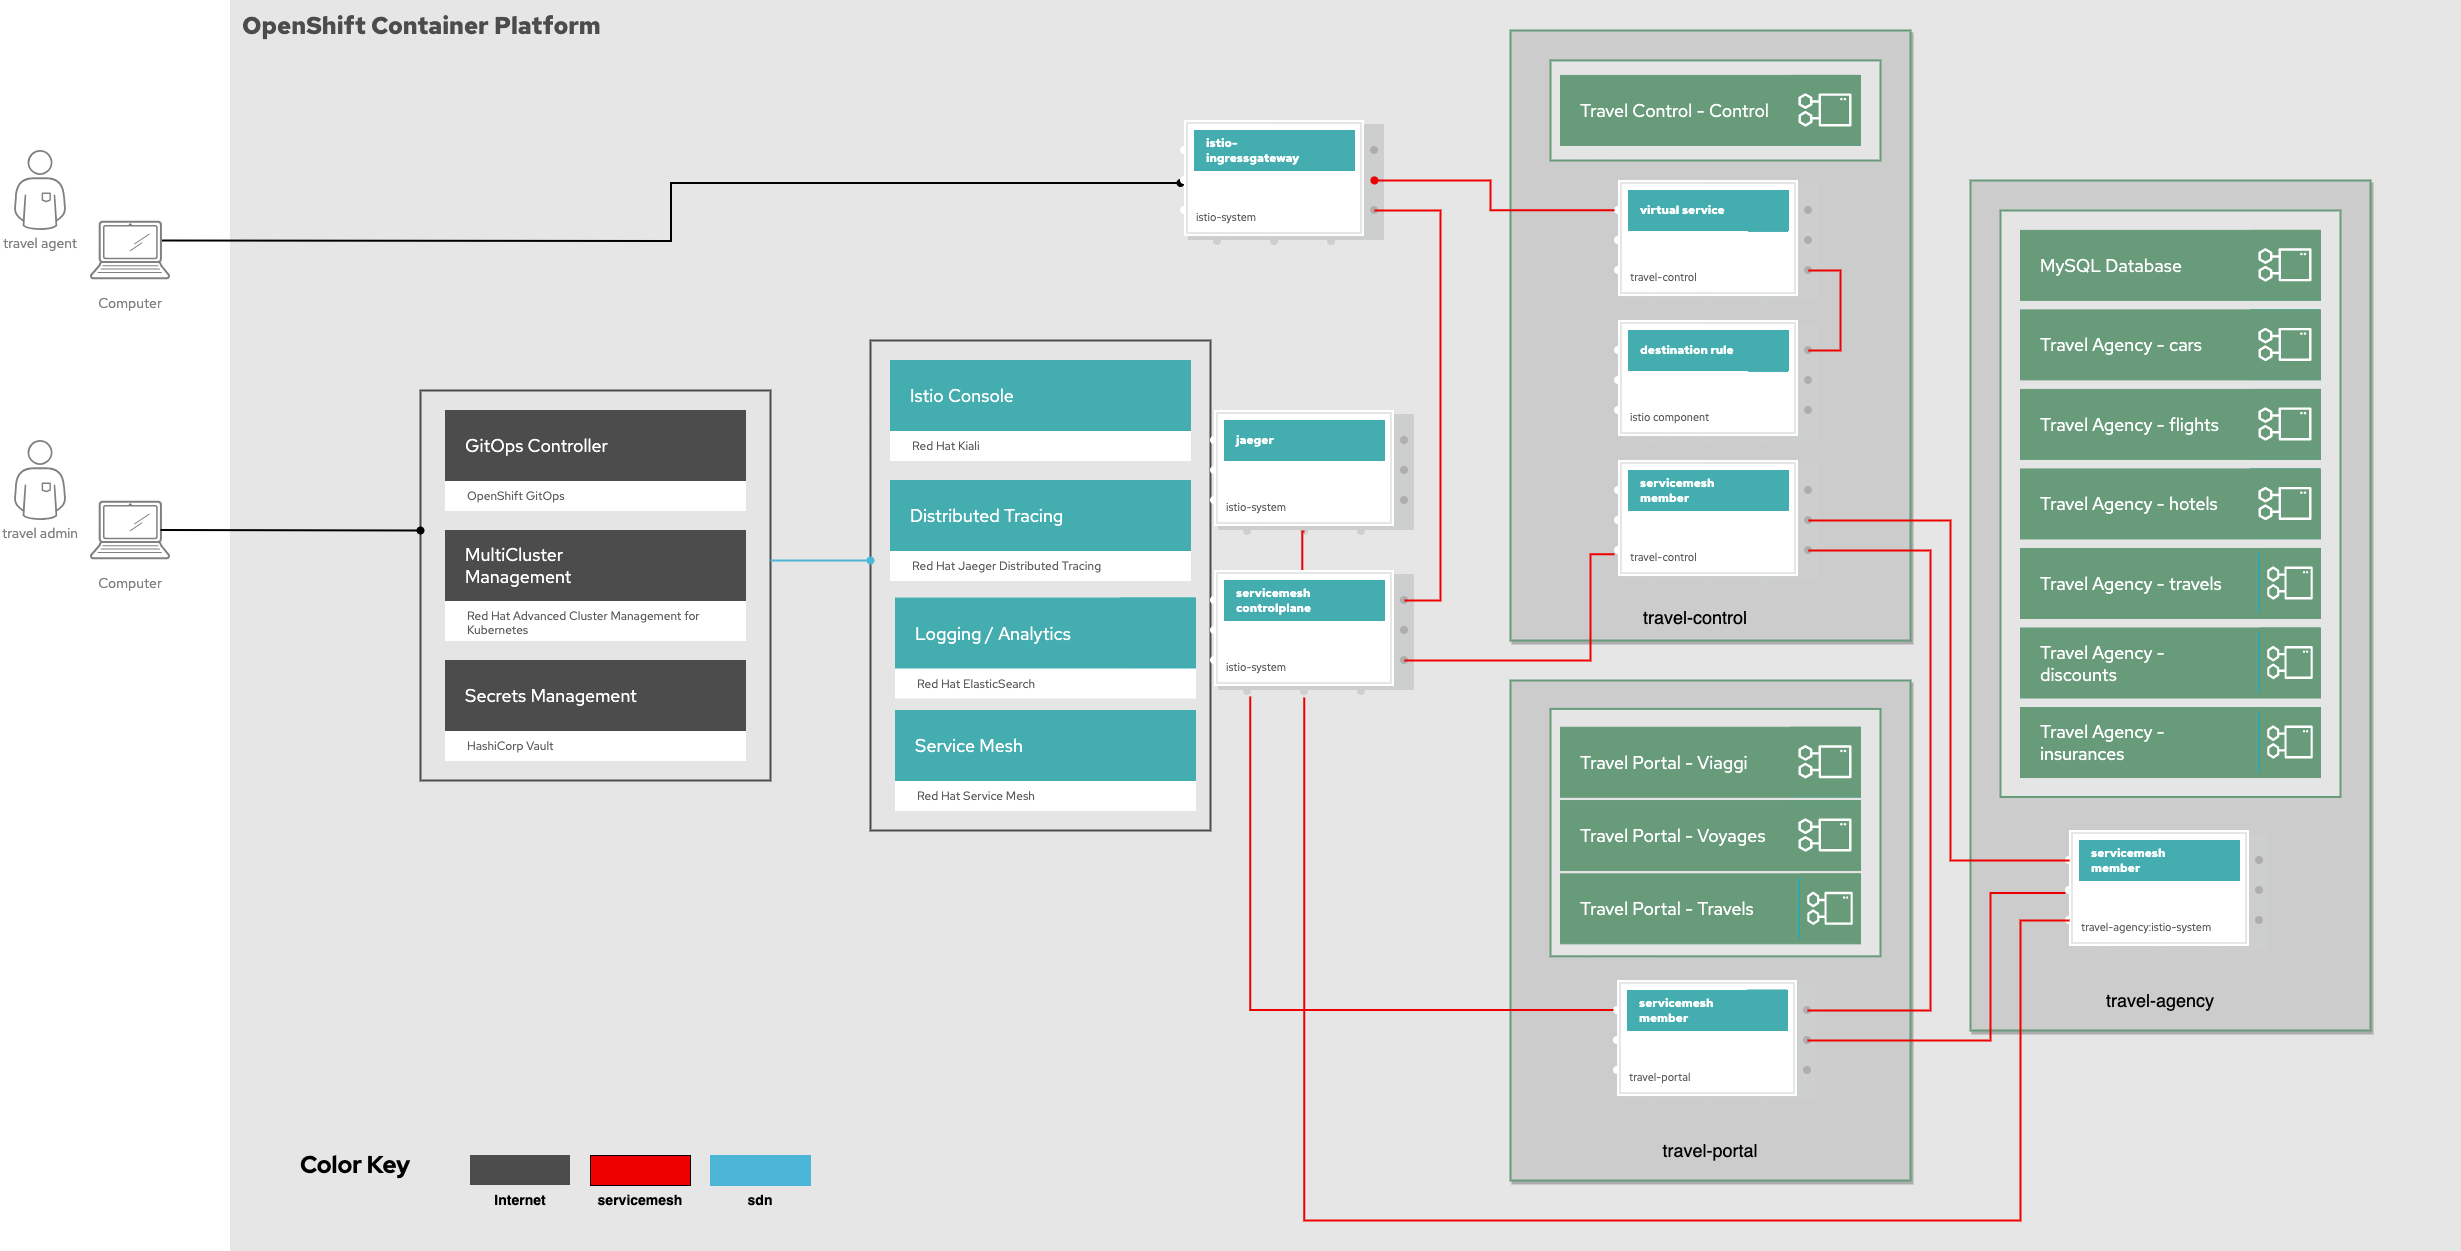 OpenShift Container Platform
travel agent
Computer
travel admin
Computer
GitOps Controller
OpenShift GitOps
MultiCluster
Management
Red Hat Advanced Cluster Management for
Kubernetes
Secrets Management
HashiCorp Vault
Istio Console
Red Hat Kiali
Distributed Tracing
Red Hat Jaeger Distributed Tracing
Logging / Analytics
Red Hat ElasticSearch
Service Mesh
Red Hat Service Mesh
istio-
ingressgateway
istio-system
jaeger
istio-system
servicemesh
controlplane
istio-system
Travel Control - Control
virtual service
travel-control
destination rule
istio component
servicemesh
member
travel-control
travel-control
Travel Portal - Viaggi
Travel Portal - Voyages
Travel Portal - Travels
servicemesh
member
travel-portal
travel-portal
MySQL Database
Travel Agency - cars
Travel Agency - flights
Travel Agency - hotels
Travel Agency - travels
Travel Agency -
discounts
Travel Agency -
insurances
servicemesh
member
travel-agency:istio-system
travel-agency
Color Key
Internet
servicemesh
sdn